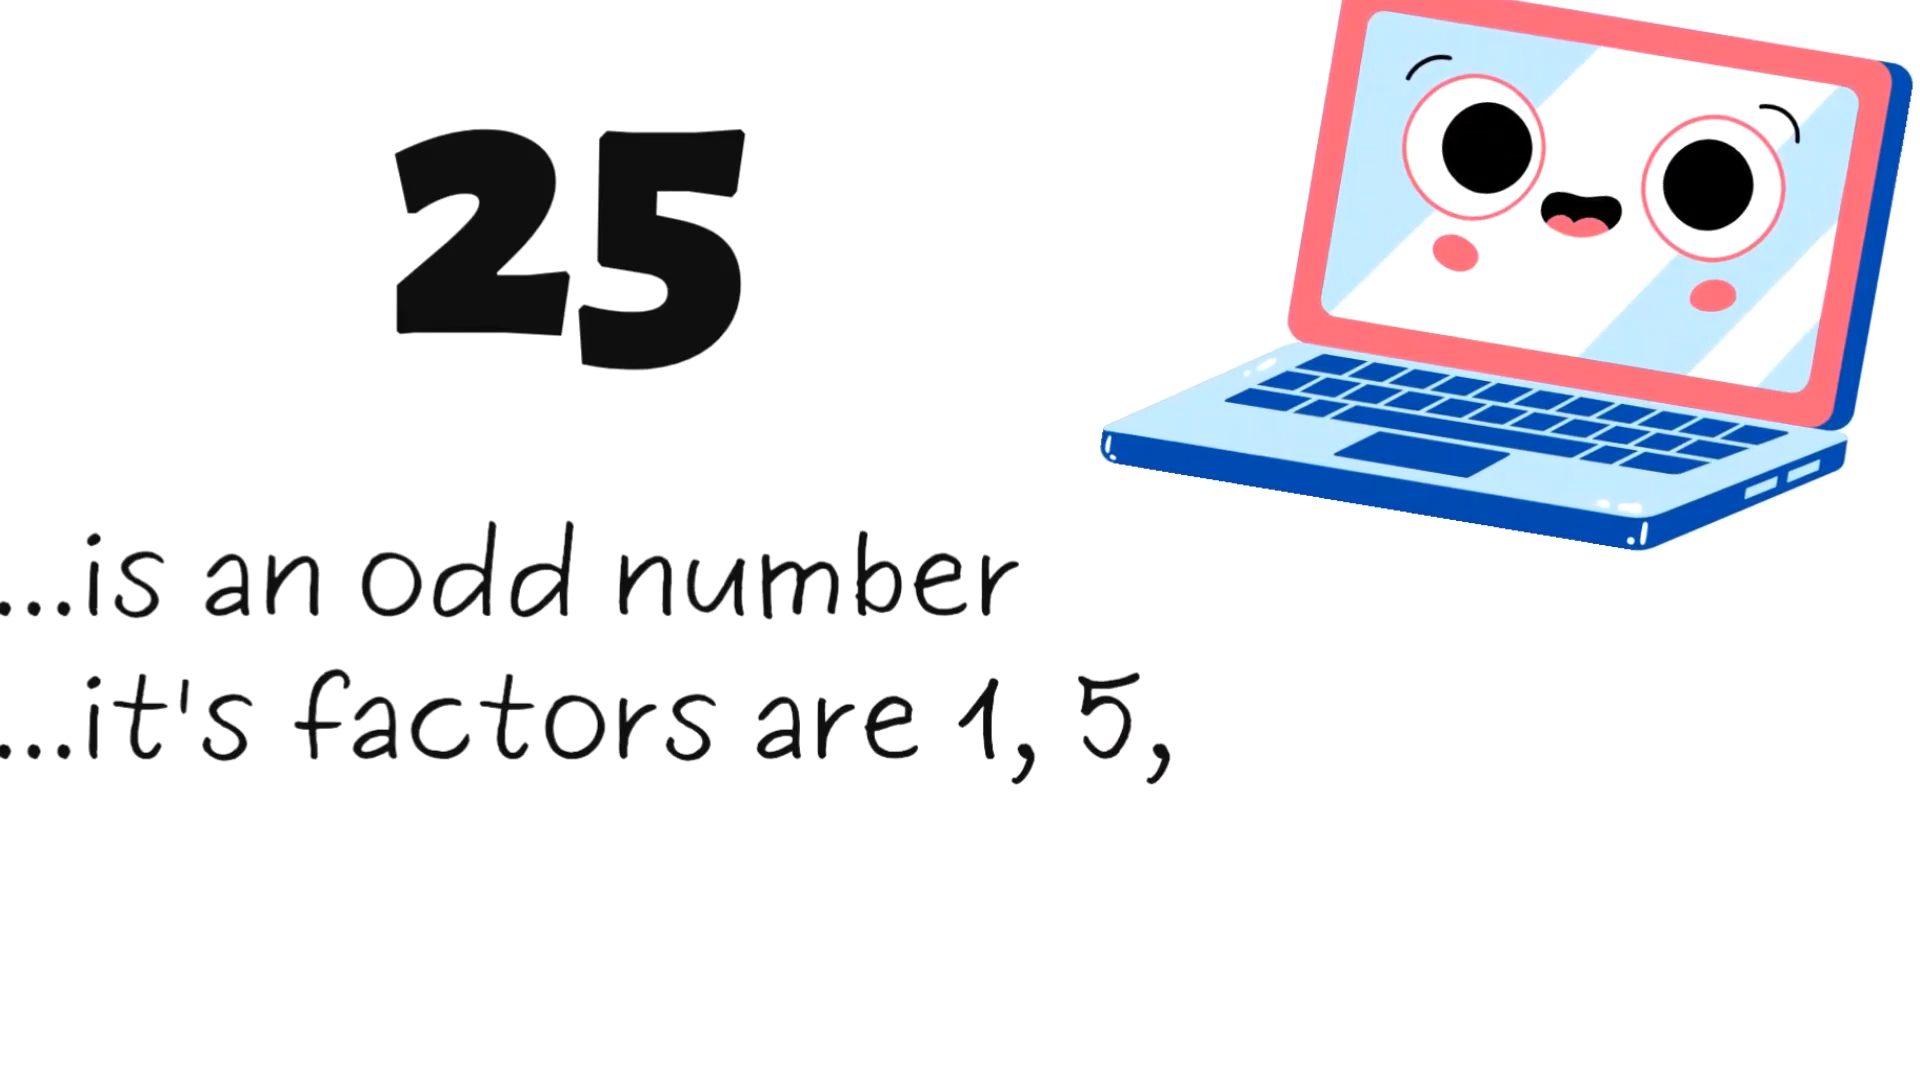 25
...is an odd number
...it's factors are 1, 5,